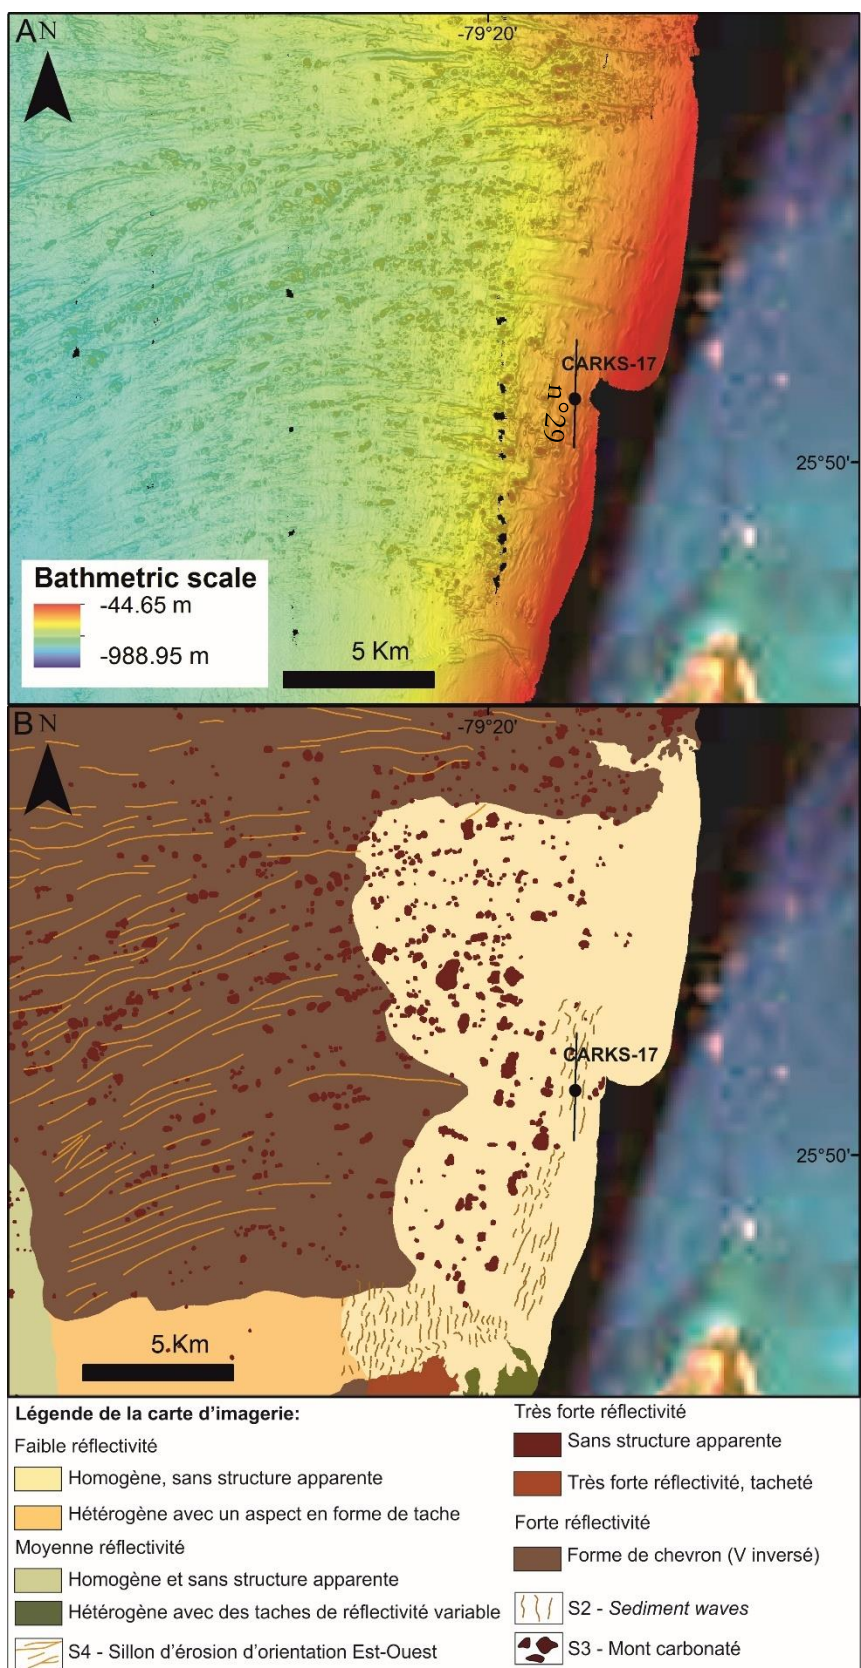 A N
-79°20'
CARKS-17
n°29
25°50'
Bathmetric scale
-44.65 m
-988.95 m
5 Km
B N
-79°20'
CARKS-17
25°50'
5 Km
Légende de la carte d'imagerie:
Faible réflectivité
Homogène, sans structure apparente
Hétérogène avec un aspect en forme de tache
Moyenne réflectivité
Homogène et sans structure apparente
Hétérogène avec des taches de réflectivité variable
S4 - Sillon d'érosion d'orientation Est-Ouest
Très forte réflectivité
Sans structure apparente
Très forte réflectivité, tacheté
Forte réflectivité
Forme de chevron (V inversé)
S2 - Sediment waves
S3 - Mont carbonaté